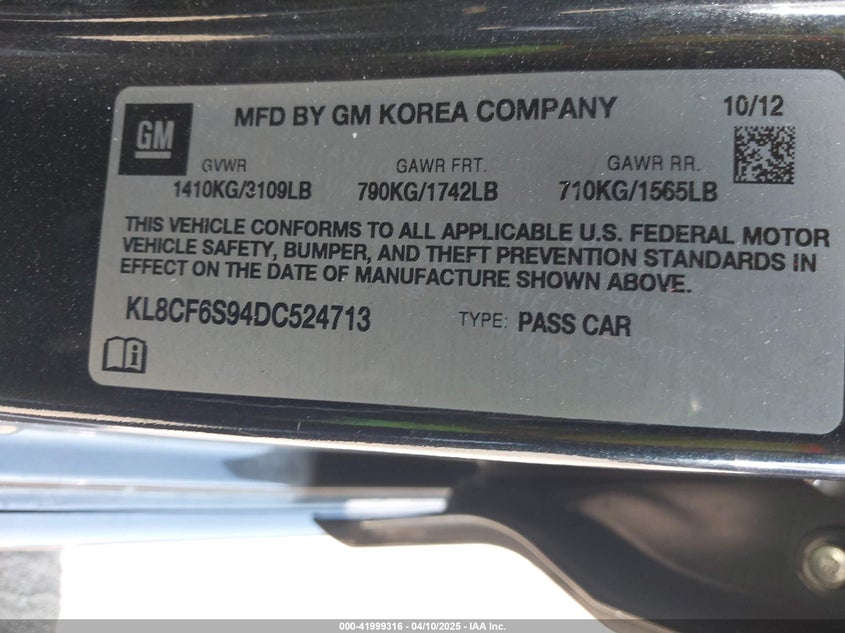 GM
MFD BY GM KOREA COMPANY
10/12
GVWR GAWR FRT. GAWR RR.
1410KG/3109LB 790KG/1742LB 710KG/1565LB
THIS VEHICLE CONFORMS TO ALL APPLICABLE U.S. FEDERAL MOTOR
VEHICLE SAFETY, BUMPER, AND THEFT PREVENTION STANDARDS IN
EFFECT ON THE DATE OF MANUFACTURE SHOWN ABOVE.
KL8CF6S94DC524713 TYPE: PASS CAR
000-41999316 - 04/10/2025 - IAA Inc.